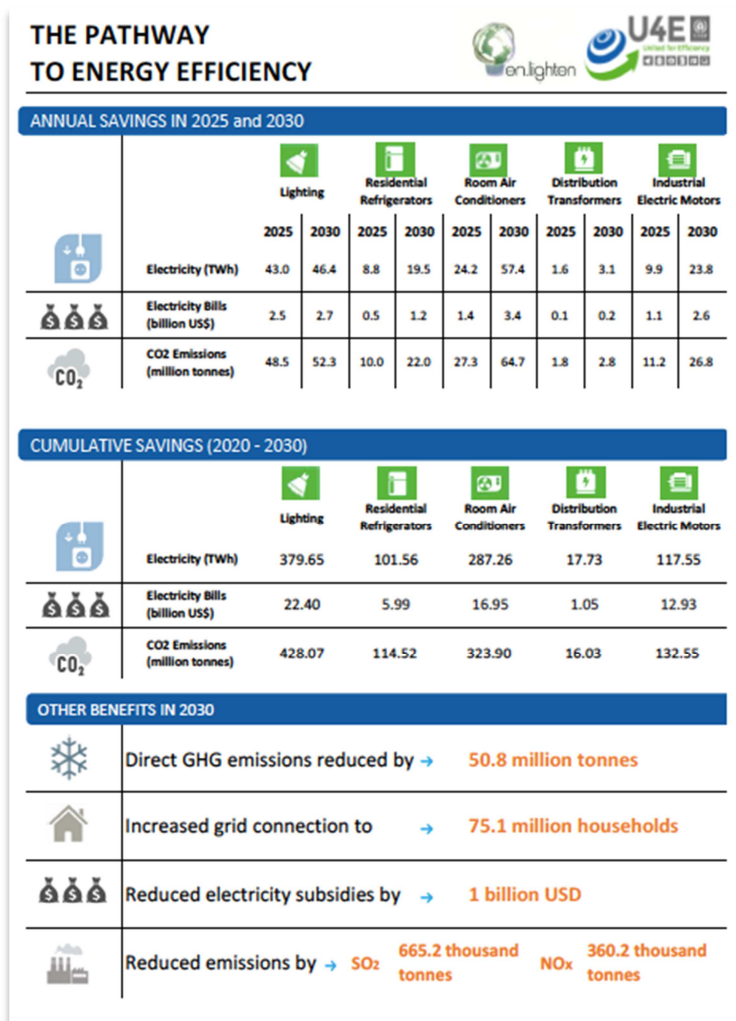 THE PATHWAY
TO ENERGY EFFICIENCY
en.lighten
U4E
United for Efficiency
ANNUAL SAVINGS IN 2025 and 2030
Lighting
Residential
Refrigerators
Room Air
Conditioners
Distribution
Transformers
Industrial
Electric Motors
2025 2030 2025 2030 2025 2030 2025 2030 2025 2030
Electricity (TWh) 43.0 46.4 8.8 19.5 24.2 57.4 1.6 3.1 9.9 23.8
Electricity Bills
(billion US$) 2.5 2.7 0.5 1.2 1.4 3.4 0.1 0.2 1.1 2.6
CO2 Emissions
(million tonnes) 48.5 52.3 10.0 22.0 27.3 64.7 1.8 2.8 11.2 26.8
CO₂
CUMULATIVE SAVINGS (2020 - 2030)
Lighting
Residential
Refrigerators
Room Air
Conditioners
Distribution
Transformers
Industrial
Electric Motors
Electricity (TWh) 379.65 101.56 287.26 17.73 117.55
Electricity Bills
(billion US$) 22.40 5.99 16.95 1.05 12.93
CO2 Emissions
(million tonnes) 428.07 114.52 323.90 16.03 132.55
CO₂
OTHER BENEFITS IN 2030
Direct GHG emissions reduced by → 50.8 million tonnes
Increased grid connection to → 75.1 million households
Reduced electricity subsidies by → 1 billion USD
Reduced emissions by → SO₂ 665.2 thousand tonnes NOx 360.2 thousand tonnes